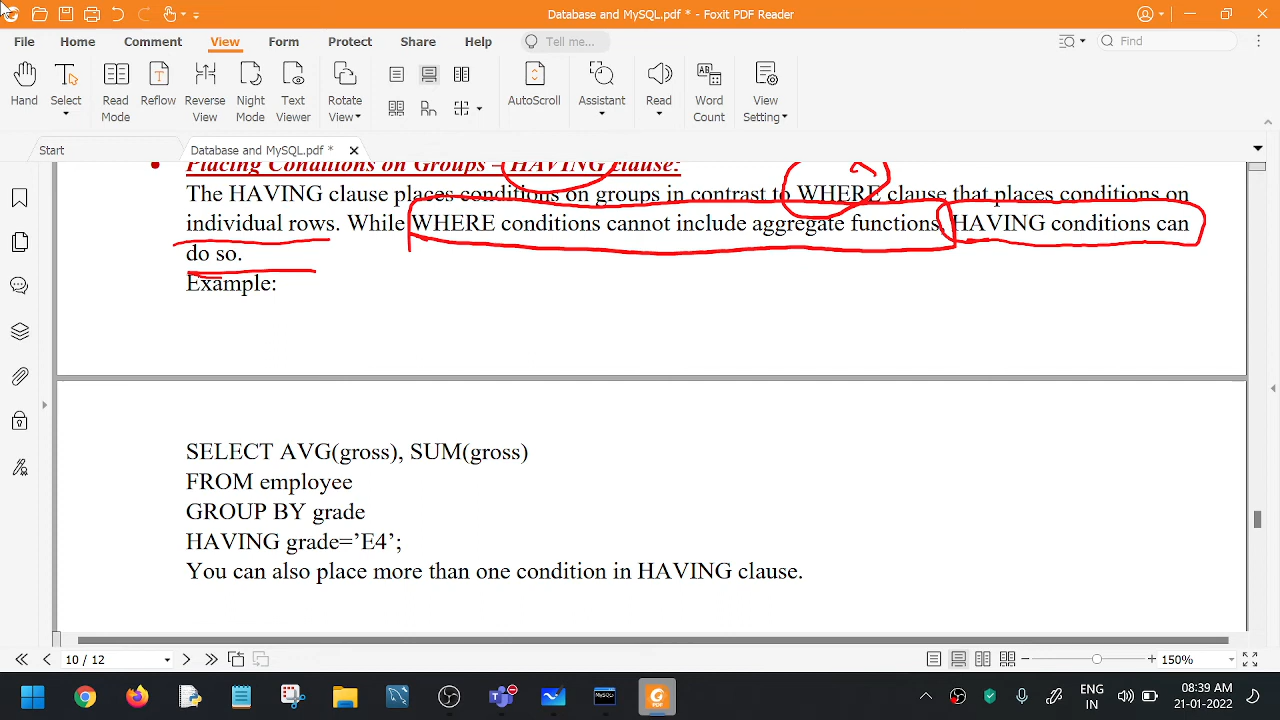 Database and MySQL.pdf * - Foxit PDF Reader
File Home Comment View Form Protect Share Help Tell me... Find
Hand Select Read Mode Reflow Reverse View Night Mode Text Viewer Rotate View AutoScroll Assistant Read Word Count View Setting
Start Database and MySQL.pdf *
Placing Conditions on Groups – HAVING clause:
The HAVING clause places conditions on groups in contrast to WHERE clause that places conditions on
individual rows. While WHERE conditions cannot include aggregate functions, HAVING conditions can
do so.
Example:
SELECT AVG(gross), SUM(gross)
FROM employee
GROUP BY grade
HAVING grade=’E4’;
You can also place more than one condition in HAVING clause.
10 / 12 150%
ENG 08:39 AM
IN 21-01-2022